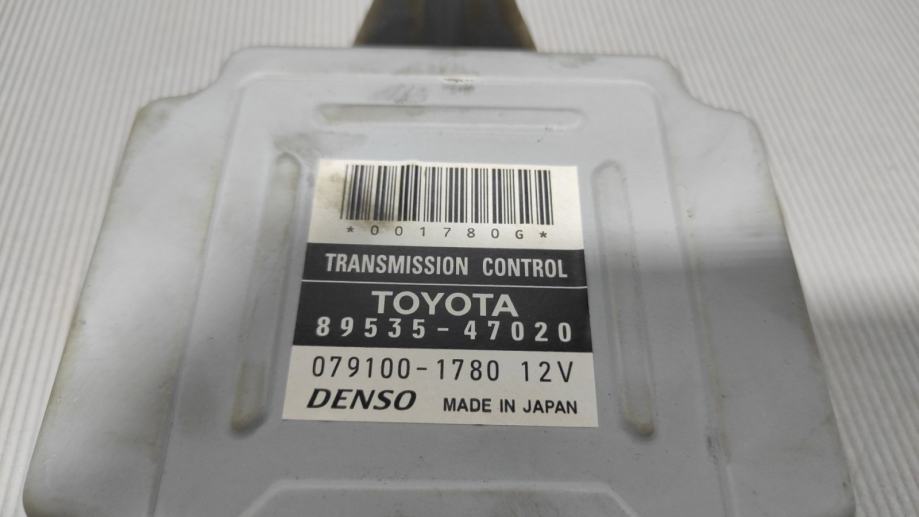 *001780G*
TRANSMISSION CONTROL
TOYOTA
89535-47020
079100-1780 12V
DENSO MADE IN JAPAN